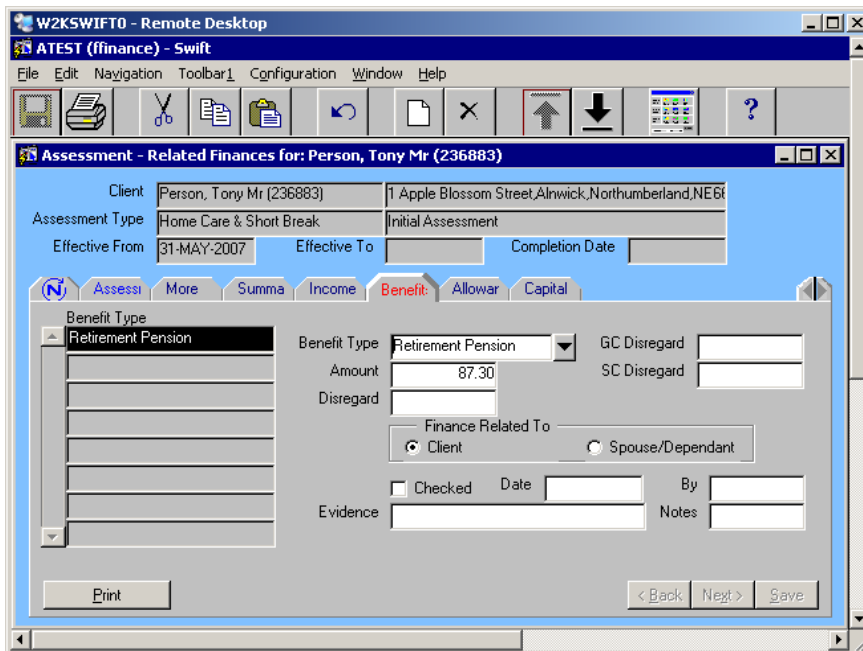 W2KSWIFT0 - Remote Desktop
ATEST (ffinance) - Swift
File Edit Navigation Toolbar1 Configuration Window Help
?
Assessment - Related Finances for: Person, Tony Mr (236883)
Client Person, Tony Mr (236883) 1 Apple Blossom Street,Alnwick,Northumberland,NE66
Assessment Type Home Care & Short Break Initial Assessment
Effective From 31-MAY-2007 Effective To Completion Date
N Assessi More Summa Income Benefit: Allowar Capital
Benefit Type
Retirement Pension
Benefit Type Retirement Pension GC Disregard
Amount 87.30 SC Disregard
Disregard
Finance Related To
Client Spouse/Dependant
Checked Date By
Evidence Notes
Print < Back Next > Save